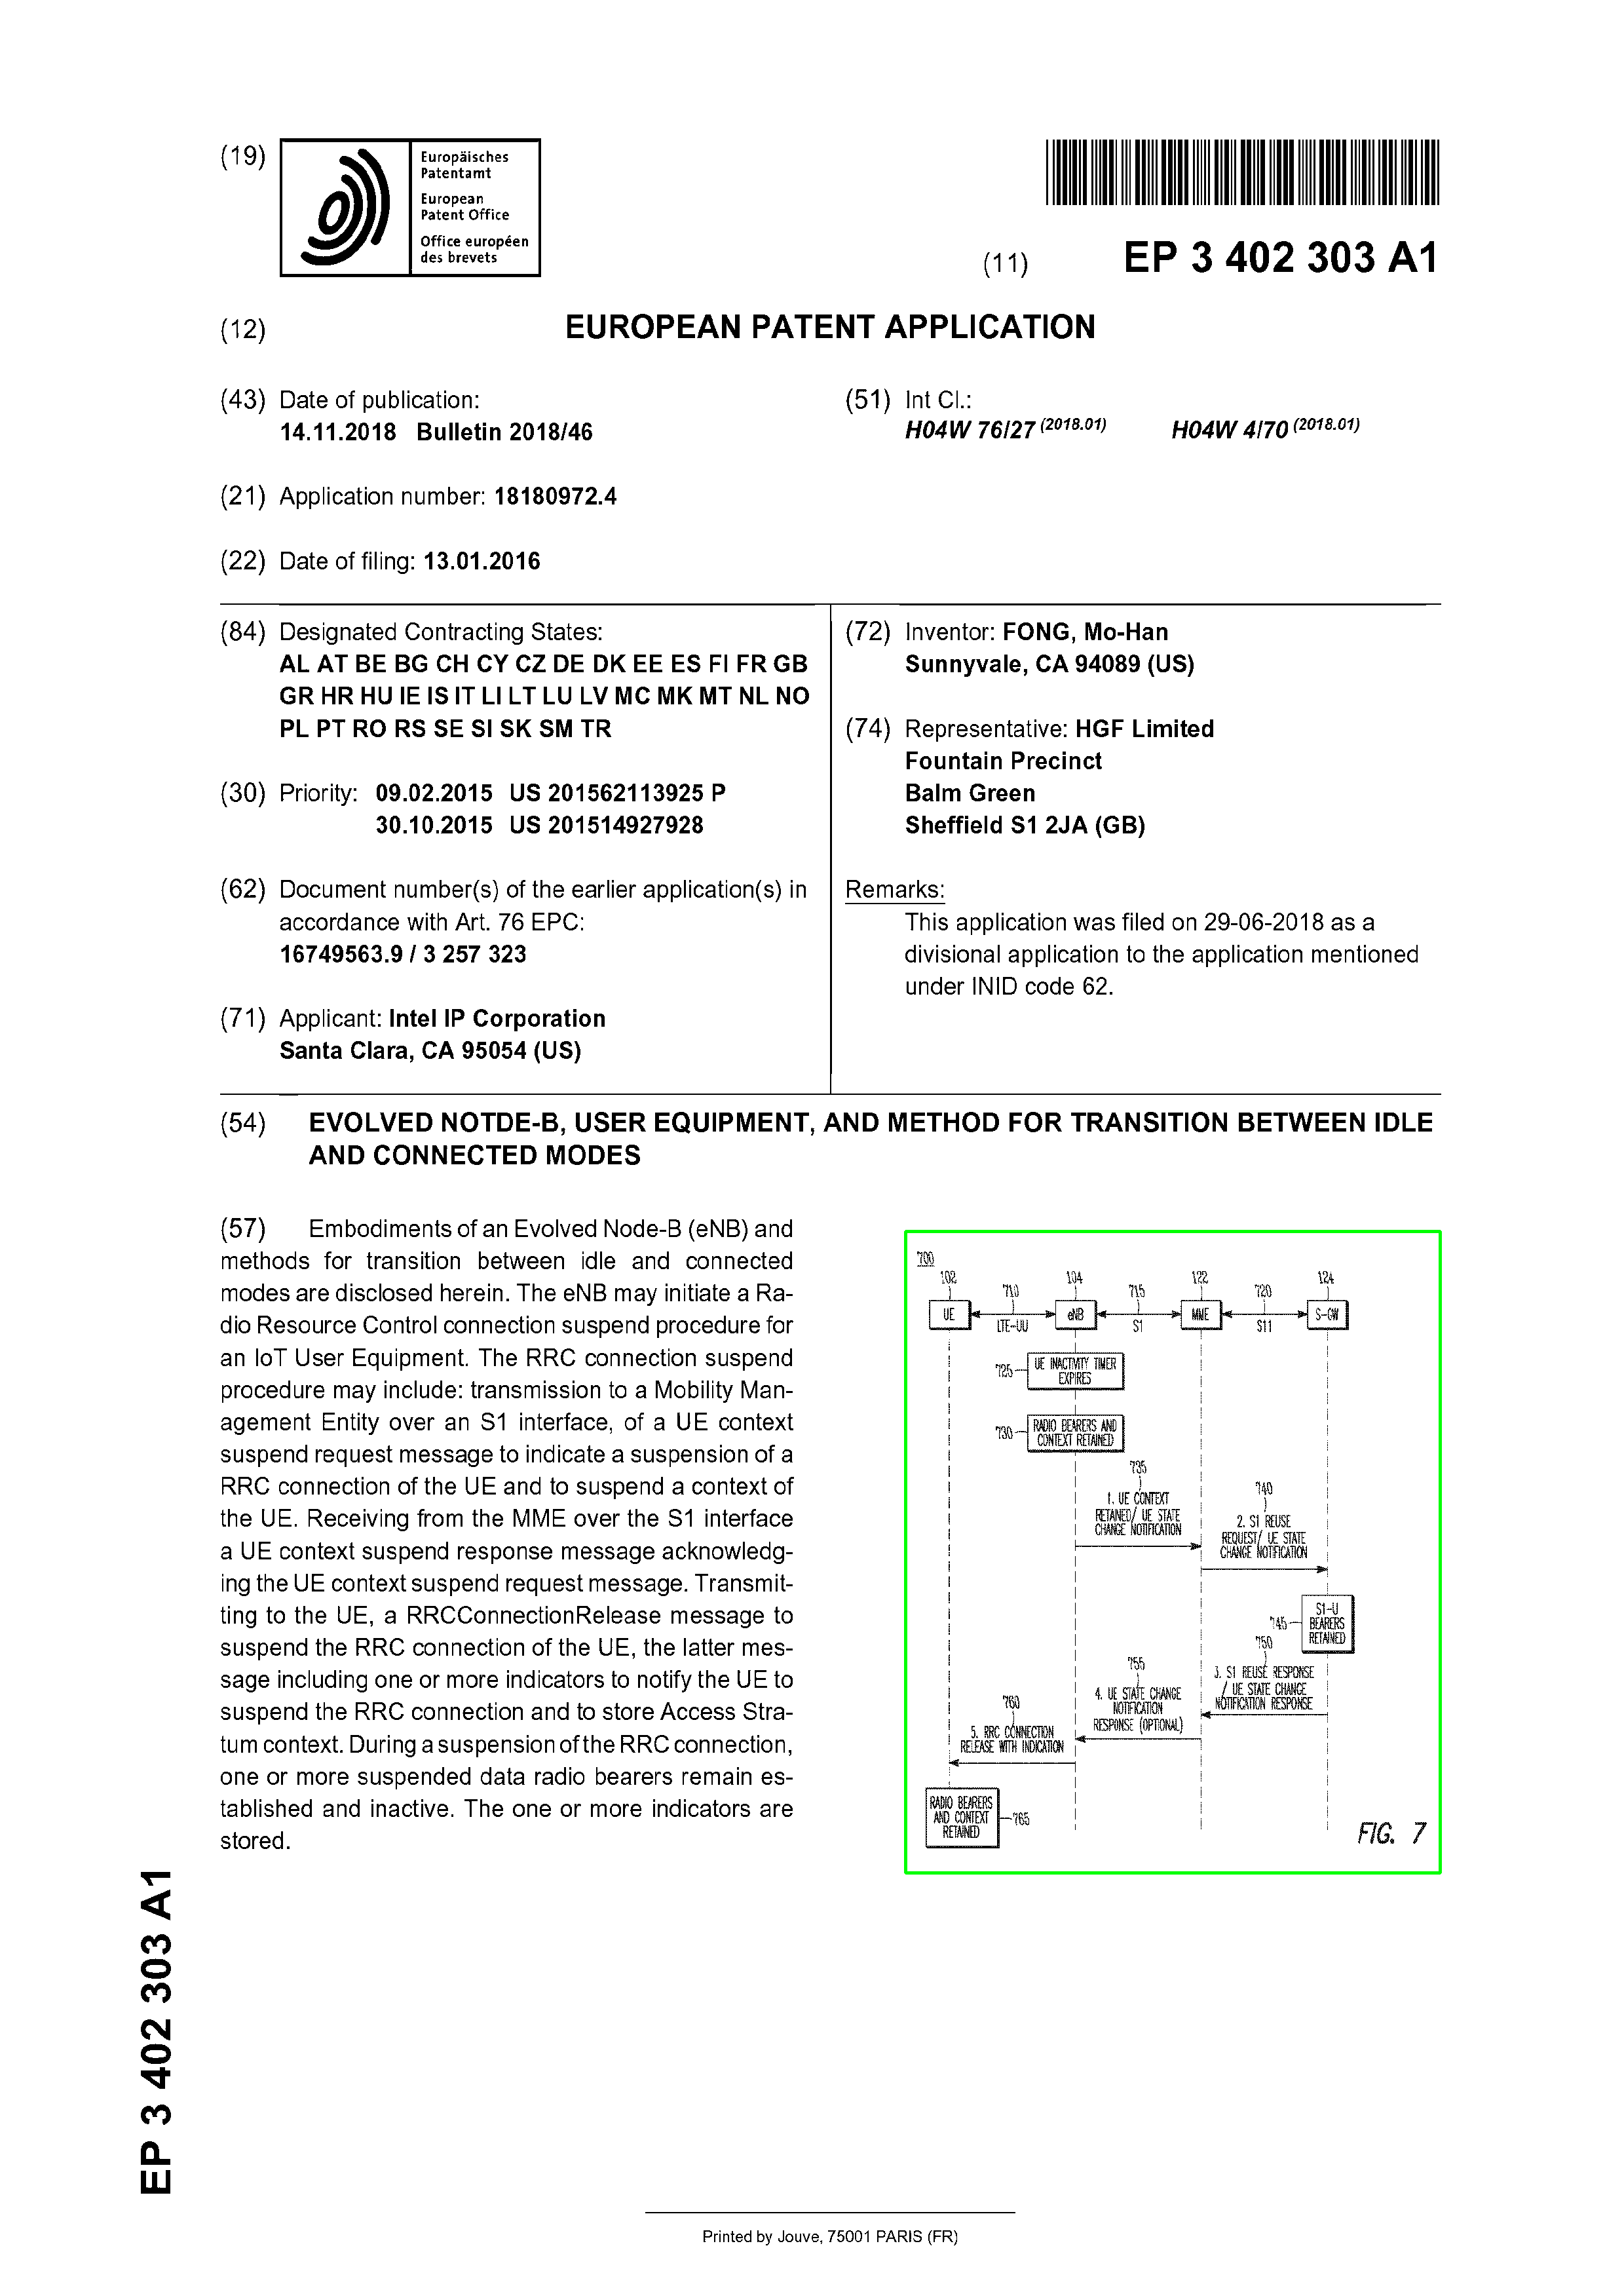 (19)
Europäisches
Patentamt
European
Patent Office
Office européen
des brevets
(11) EP 3 402 303 A1
(12) EUROPEAN PATENT APPLICATION
(43) Date of publication:
14.11.2018 Bulletin 2018/46
(21) Application number: 18180972.4
(22) Date of filing: 13.01.2016
(51) Int Cl.:
H04W 76/27 (2018.01) H04W 4/70 (2018.01)
(84) Designated Contracting States:
AL AT BE BG CH CY CZ DE DK EE ES FI FR GB
GR HR HU IE IS IT LI LT LU LV MC MK MT NL NO
PL PT RO RS SE SI SK SM TR
(30) Priority: 09.02.2015 US 201562113925 P
30.10.2015 US 201514927928
(62) Document number(s) of the earlier application(s) in
accordance with Art. 76 EPC:
16749563.9 / 3 257 323
(71) Applicant: Intel IP Corporation
Santa Clara, CA 95054 (US)
(72) Inventor: FONG, Mo-Han
Sunnyvale, CA 94089 (US)
(74) Representative: HGF Limited
Fountain Precinct
Balm Green
Sheffield S1 2JA (GB)
Remarks:
This application was filed on 29-06-2018 as a
divisional application to the application mentioned
under INID code 62.
(54) EVOLVED NOTDE-B, USER EQUIPMENT, AND METHOD FOR TRANSITION BETWEEN IDLE
AND CONNECTED MODES
(57) Embodiments of an Evolved Node-B (eNB) and
methods for transition between idle and connected
modes are disclosed herein. The eNB may initiate a Ra-
dio Resource Control connection suspend procedure for
an IoT User Equipment. The RRC connection suspend
procedure may include: transmission to a Mobility Man-
agement Entity over an S1 interface, of a UE context
suspend request message to indicate a suspension of a
RRC connection of the UE and to suspend a context of
the UE. Receiving from the MME over the S1 interface
a UE context suspend response message acknowledg-
ing the UE context suspend request message. Transmit-
ting to the UE, a RRCConnectionRelease message to
suspend the RRC connection of the UE, the latter mes-
sage including one or more indicators to notify the UE to
suspend the RRC connection and to store Access Stra-
tum context. During a suspension of the RRC connection,
one or more suspended data radio bearers remain es-
tablished and inactive. The one or more indicators are
stored.
700
102 104 122 124
710 715 720
UE eNB MME S-GW
LTE-UU S1 S11
725
UE INACTIVITY TIMER
EXPIRES
730
RADIO BEARERS AND
CONTEXT RETAINED
735
1. UE CONTEXT
RETAINED/ UE STATE
CHANGE NOTIFICATION
740
2. S1 REUSE
REQUEST/ UE STATE
CHANGE NOTIFICATION
745
S1-U
BEARERS
RETAINED
750
3. S1 REUSE RESPONSE
/ UE STATE CHANGE
NOTIFICATION RESPONSE
755
4. UE STATE CHANGE
NOTIFICATION
RESPONSE (OPTIONAL)
760
5. RRC CONNECTION
RELEASE WITH INDICATION
RADIO BEARERS
AND CONTEXT
RETAINED
765
FIG. 7
EP 3 402 303 A1
Printed by Jouve, 75001 PARIS (FR)